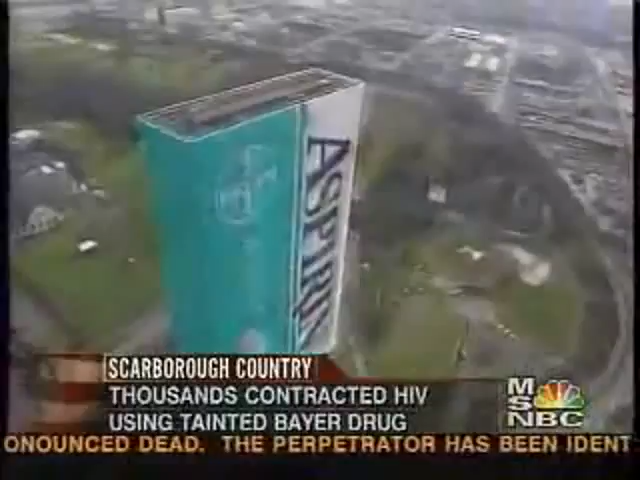 ASPIRIN
SCARBOROUGH COUNTRY
THOUSANDS CONTRACTED HIV
USING TAINTED BAYER DRUG
MSNBC
ONOUNCED DEAD. THE PERPETRATOR HAS BEEN IDENT